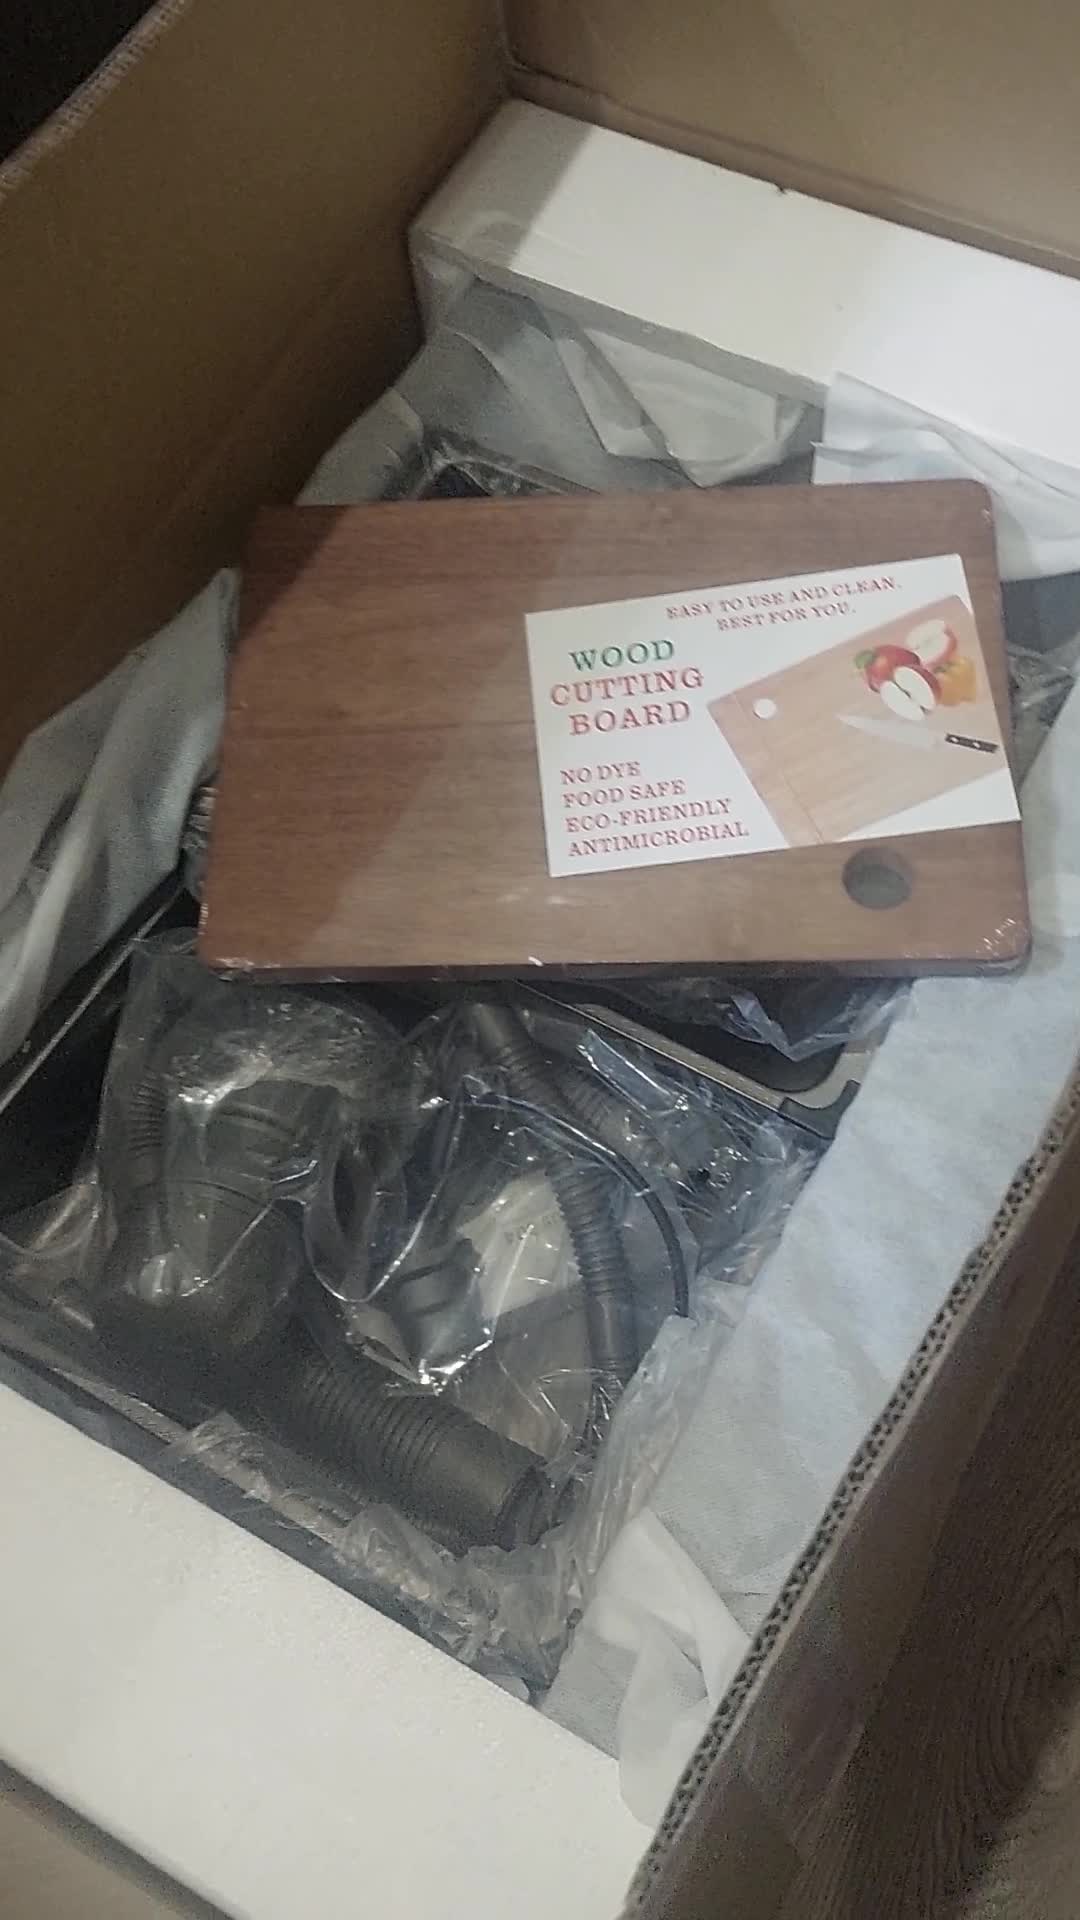 EASY TO USE AND CLEAN.
BEST FOR YOU.
WOOD
CUTTING
BOARD
NO DYE
FOOD SAFE
ECO-FRIENDLY
ANTIMICROBIAL